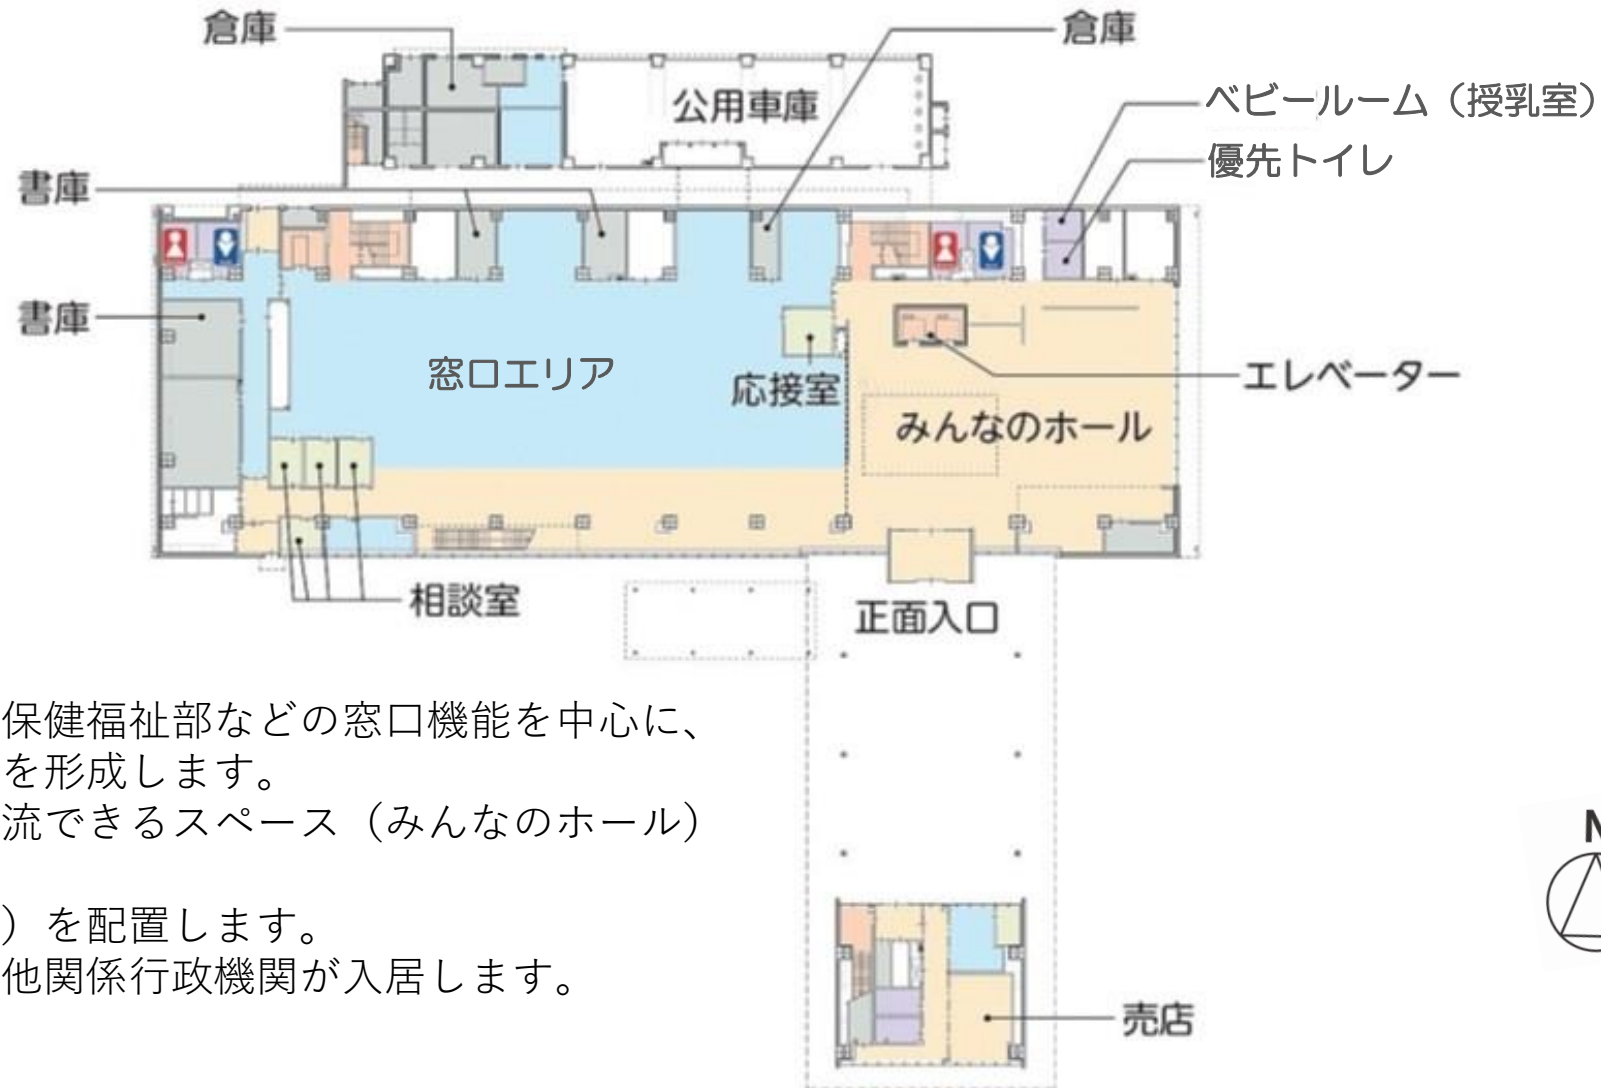 倉庫
倉庫
公用車庫
ベビールーム（授乳室）
優先トイレ
書庫
書庫
窓口エリア
応接室
エレベーター
みんなのホール
相談室
正面入口
保健福祉部などの窓口機能を中心に、
を形成します。
流できるスペース（みんなのホール）
）を配置します。
他関係行政機関が入居します。
N
売店